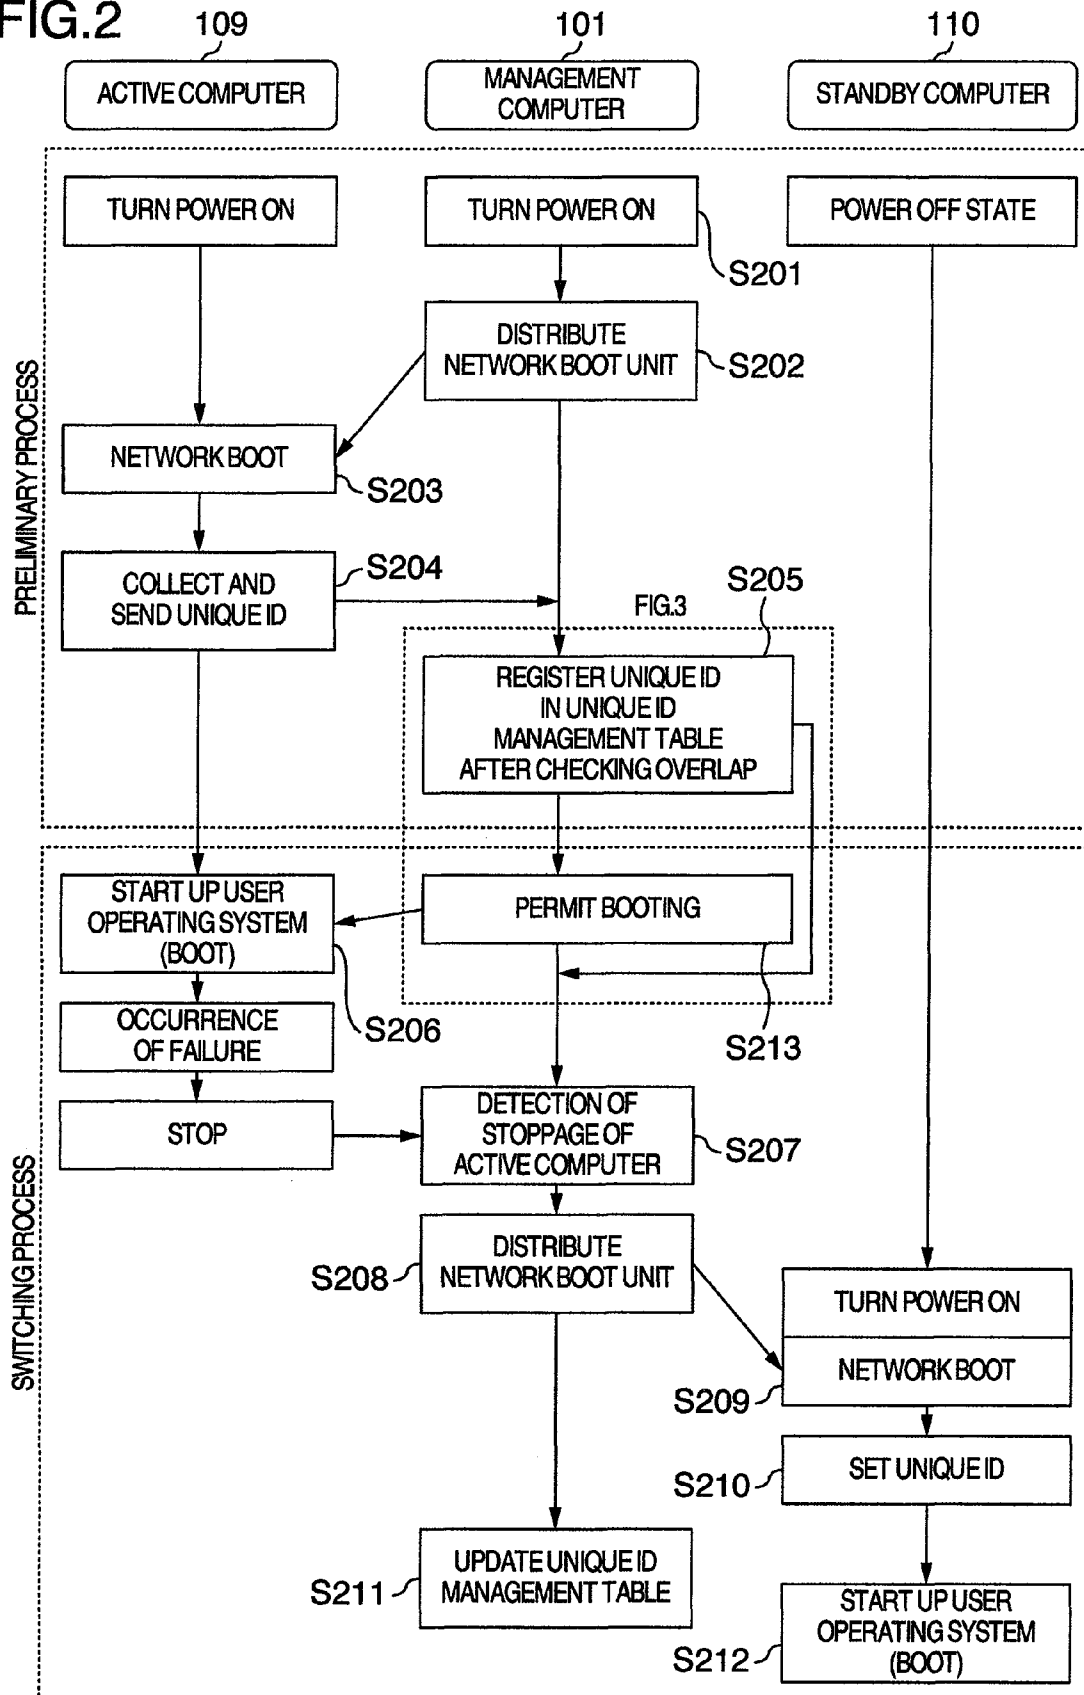 FIG.2
109
101
110
ACTIVE COMPUTER
MANAGEMENT
COMPUTER
STANDBY COMPUTER
PRELIMINARY PROCESS
TURN POWER ON
TURN POWER ON
POWER OFF STATE
S201
DISTRIBUTE
NETWORK BOOT UNIT
S202
NETWORK BOOT
S203
COLLECT AND
SEND UNIQUE ID
S204
S205
FIG.3
REGISTER UNIQUE ID
IN UNIQUE ID
MANAGEMENT TABLE
AFTER CHECKING OVERLAP
SWITCHING PROCESS
START UP USER
OPERATING SYSTEM
(BOOT)
PERMIT BOOTING
S206
S213
OCCURRENCE
OF FAILURE
STOP
DETECTION OF
STOPPAGE OF
ACTIVE COMPUTER
S207
DISTRIBUTE
NETWORK BOOT UNIT
S208
TURN POWER ON
NETWORK BOOT
S209
SET UNIQUE ID
S210
UPDATE UNIQUE ID
MANAGEMENT TABLE
S211
START UP USER
OPERATING SYSTEM
(BOOT)
S212